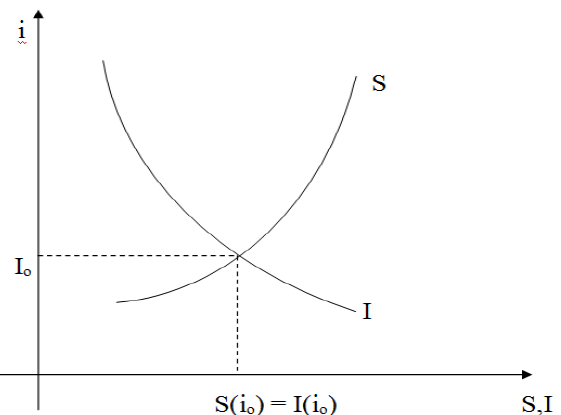 i
S
I₀
I
S(i₀) = I(i₀)
S,I